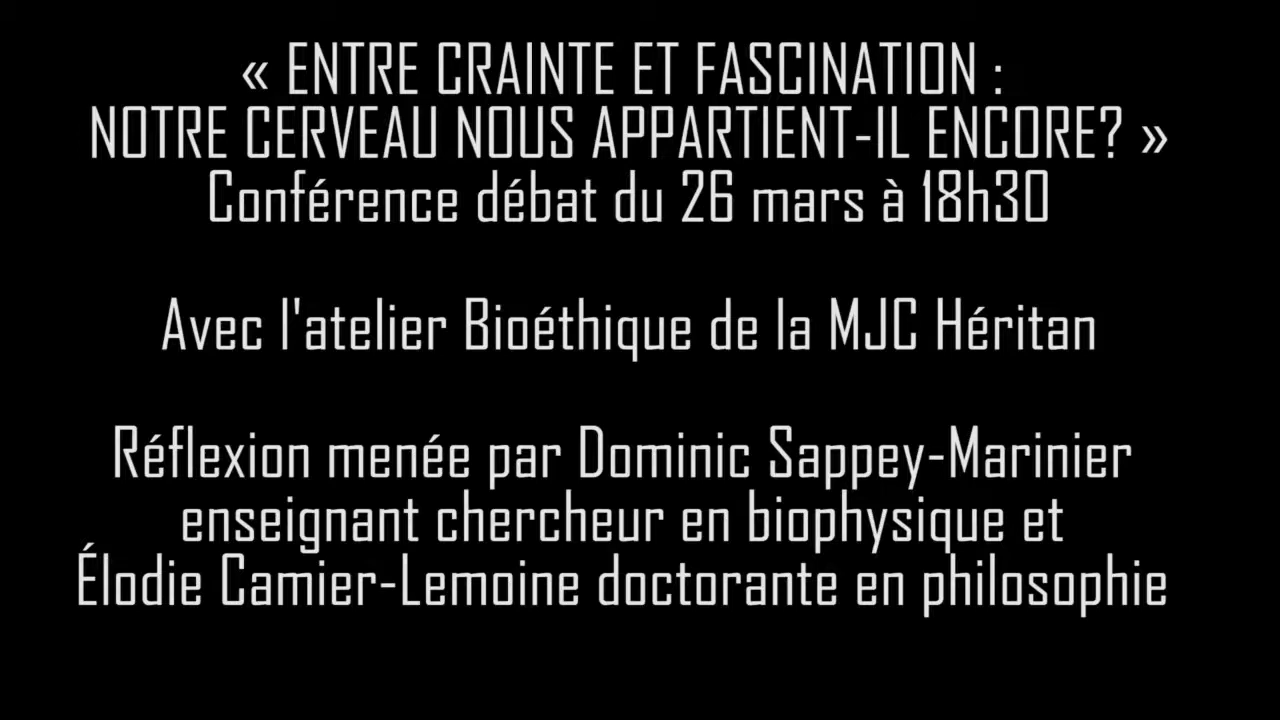 « ENTRE CRAINTE ET FASCINATION :
NOTRE CERVEAU NOUS APPARTIENT-IL ENCORE? »
Conférence débat du 26 mars à 18h30
Avec l'atelier Bioéthique de la MJC Héritan
Réflexion menée par Dominic Sappey-Marinier
enseignant chercheur en biophysique et
Élodie Camier-Lemoine doctorante en philosophie